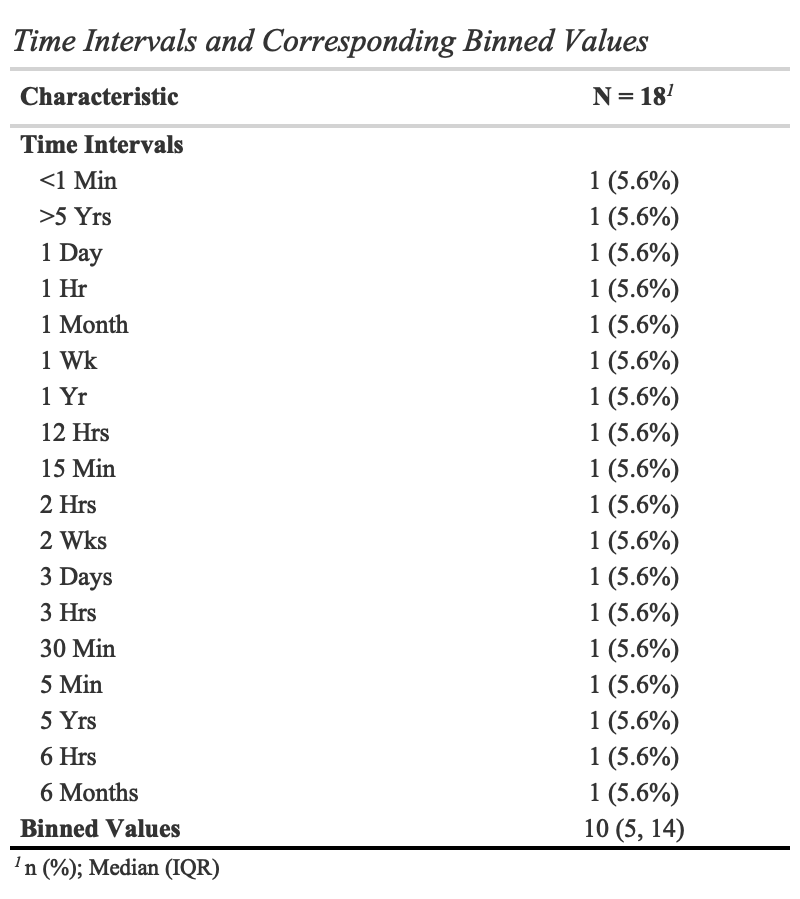 Time Intervals and Corresponding Binned Values
Characteristic N = 18¹
Time Intervals
<1 Min 1 (5.6%)
>5 Yrs 1 (5.6%)
1 Day 1 (5.6%)
1 Hr 1 (5.6%)
1 Month 1 (5.6%)
1 Wk 1 (5.6%)
1 Yr 1 (5.6%)
12 Hrs 1 (5.6%)
15 Min 1 (5.6%)
2 Hrs 1 (5.6%)
2 Wks 1 (5.6%)
3 Days 1 (5.6%)
3 Hrs 1 (5.6%)
30 Min 1 (5.6%)
5 Min 1 (5.6%)
5 Yrs 1 (5.6%)
6 Hrs 1 (5.6%)
6 Months 1 (5.6%)
Binned Values 10 (5, 14)
¹ n (%); Median (IQR)